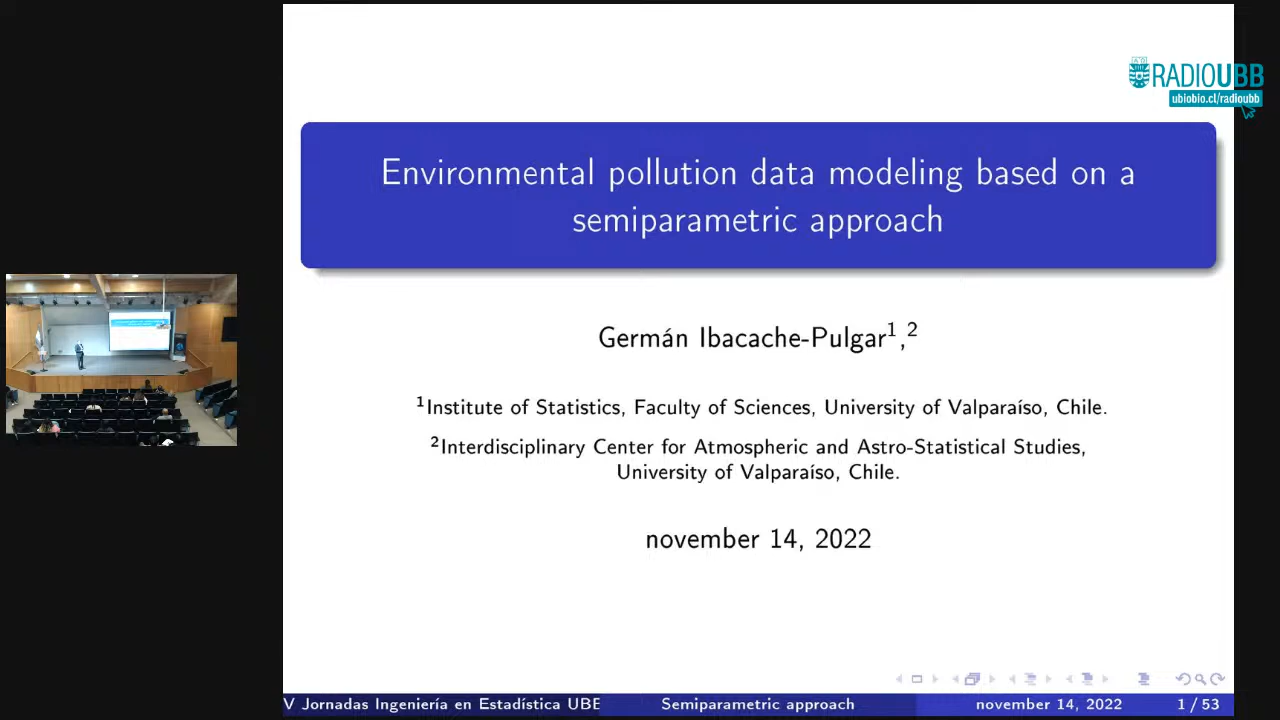 RADIOUBB
ubiobio.cl/radioubb
Environmental pollution data modeling based on a
semiparametric approach
Germán Ibacache-Pulgar¹,²
¹Institute of Statistics, Faculty of Sciences, University of Valparaíso, Chile.
²Interdisciplinary Center for Atmospheric and Astro-Statistical Studies,
University of Valparaíso, Chile.
november 14, 2022
V Jornadas Ingeniería en Estadística UBB Semiparametric approach november 14, 2022 1 / 53